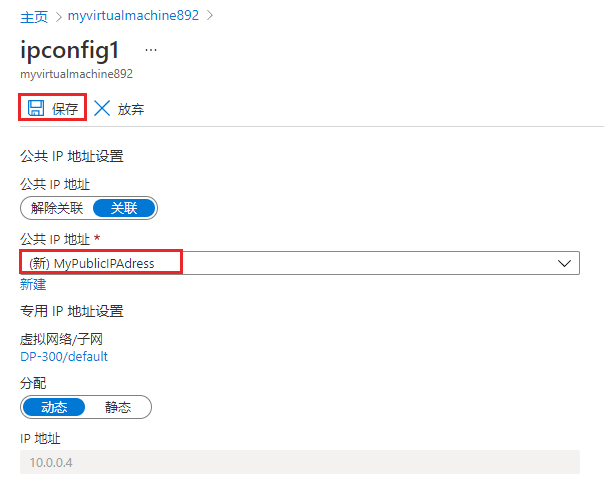 主页 > myvirtualmachine892 >
ipconfig1 ...
myvirtualmachine892
保存 放弃
公共 IP 地址设置
公共 IP 地址
解除关联 关联
公共 IP 地址 *
(新) MyPublicIPAdress
新建
专用 IP 地址设置
虚拟网络/子网
DP-300/default
分配
动态 静态
IP 地址
10.0.0.4